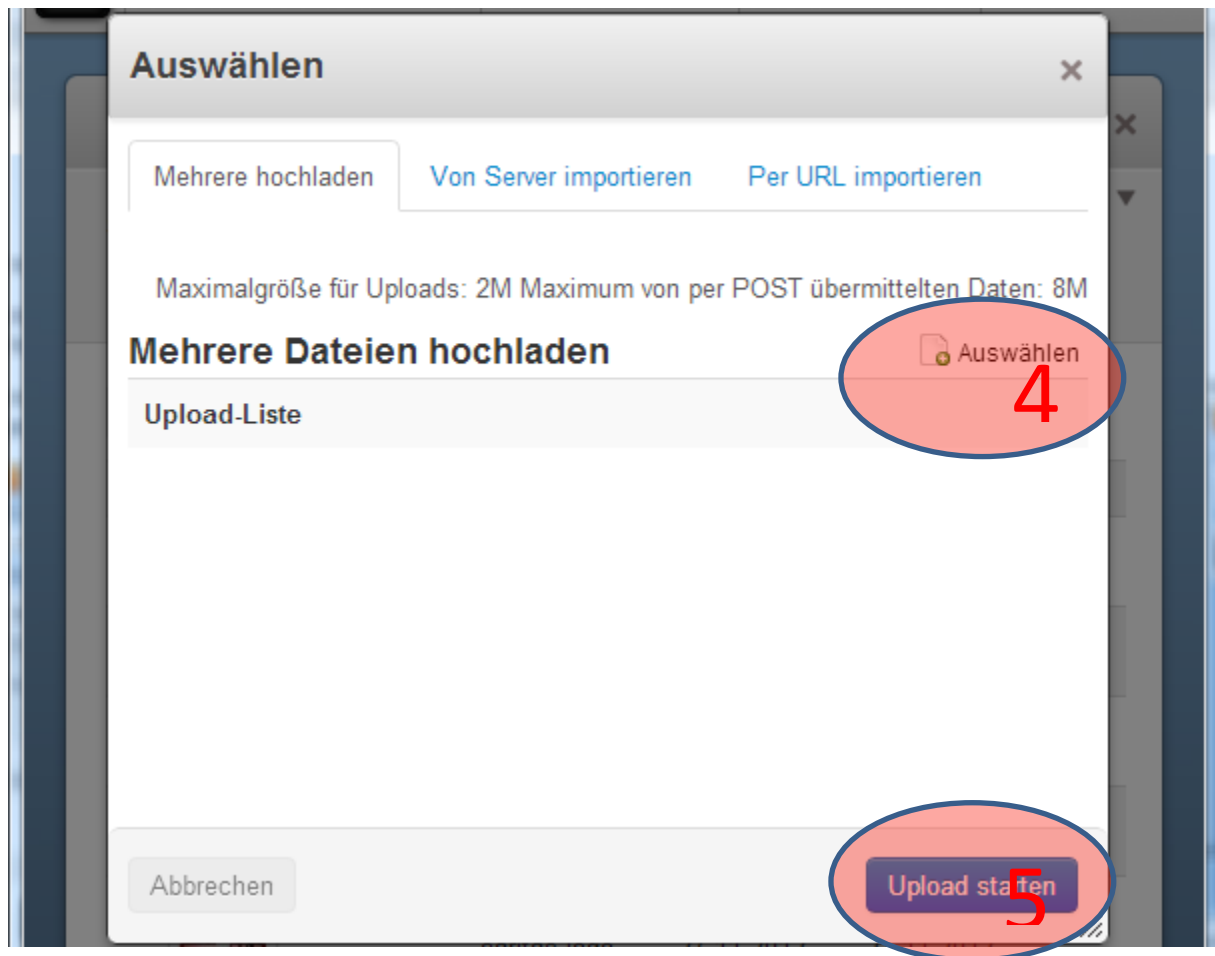 Auswählen ×
Mehrere hochladen Von Server importieren Per URL importieren
Maximalgröße für Uploads: 2M Maximum von per POST übermittelten Daten: 8M
Mehrere Dateien hochladen Auswählen
4
Upload-Liste
Abbrechen Upload starten
5